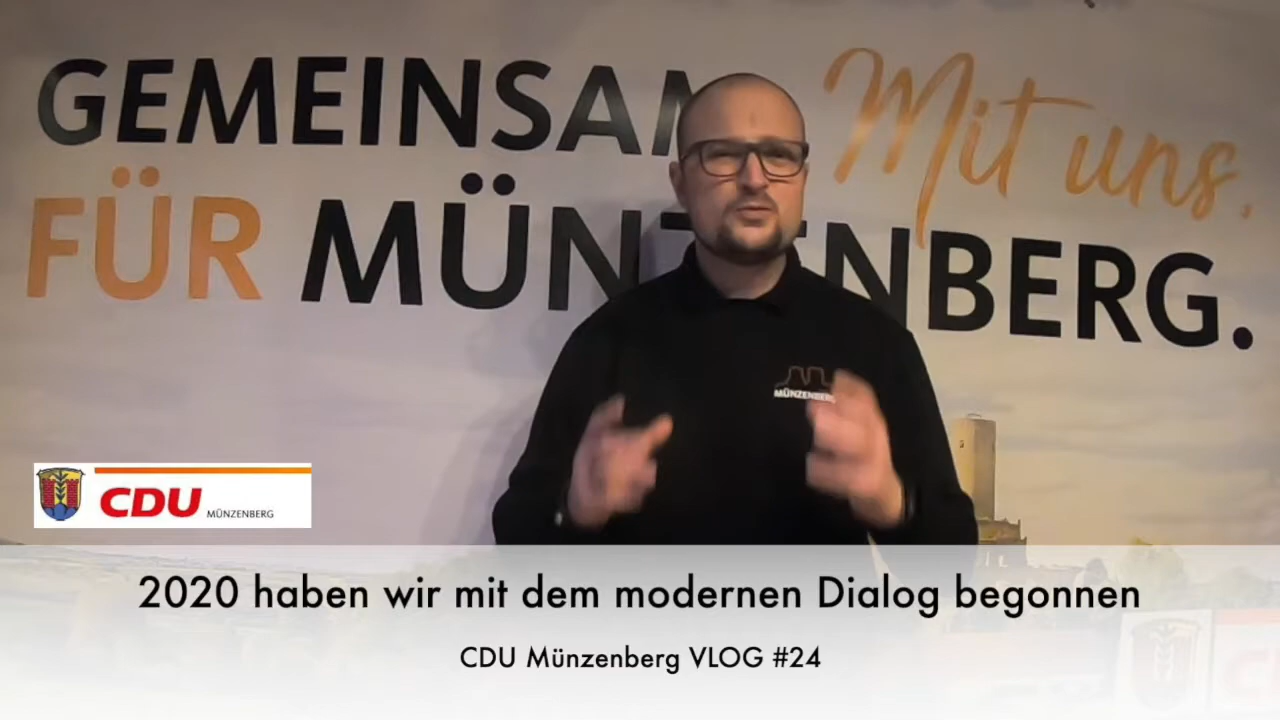 GEMEINSAM Mit uns.
FÜR MÜNZENBERG.
MÜNZENBERG
CDU MÜNZENBERG
2020 haben wir mit dem modernen Dialog begonnen
CDU Münzenberg VLOG #24